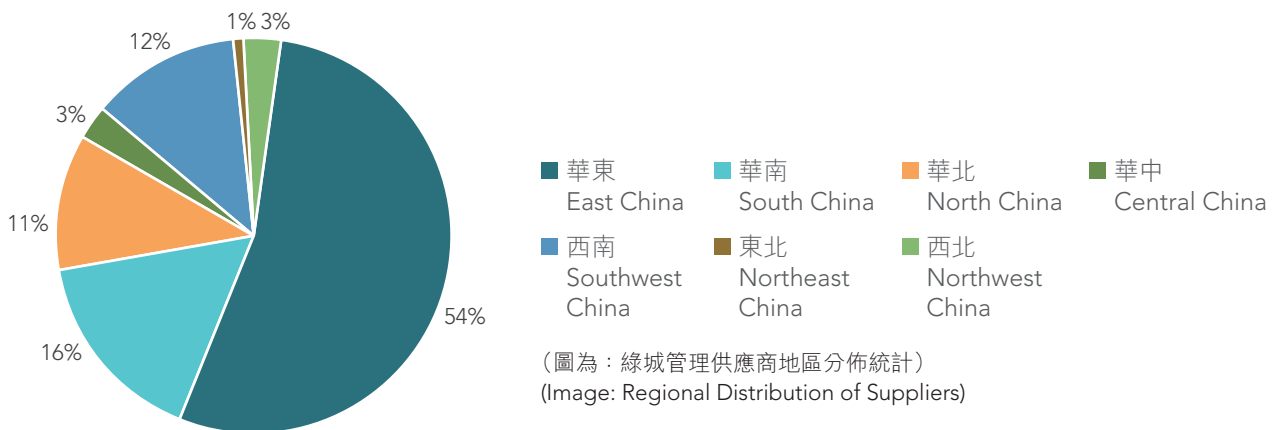 1% 3%
12%
3%
11%
16%
54%
華東
East China
華南
South China
華北
North China
華中
Central China
西南
Southwest
China
東北
Northeast
China
西北
Northwest
China
（圖為：綠城管理供應商地區分佈統計）
(Image: Regional Distribution of Suppliers)